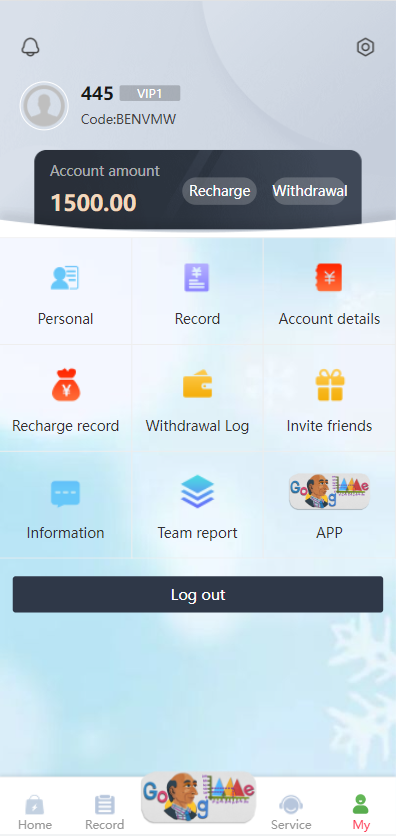 445 VIP1
Code:BENVMW
Account amount
1500.00
Recharge
Withdrawal
Personal
Record
Account details
Recharge record
Withdrawal Log
Invite friends
Information
Team report
APP
Log out
Home
Record
Service
My